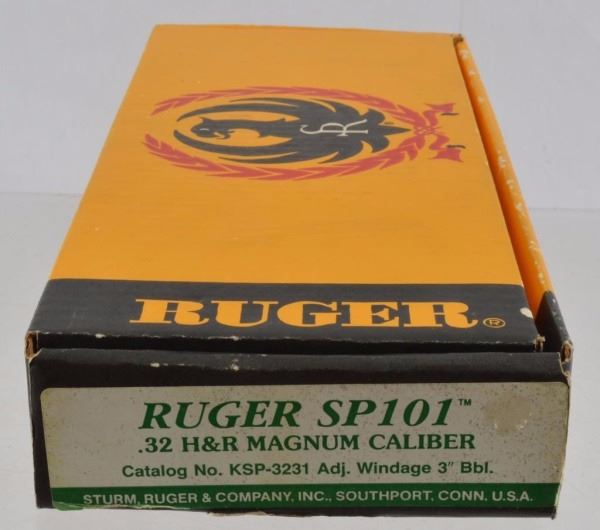 SR
RUGER®
RUGER SP101™
.32 H&R MAGNUM CALIBER
Catalog No. KSP-3231 Adj. Windage 3" Bbl.
STURM, RUGER & COMPANY, INC., SOUTHPORT, CONN. U.S.A.